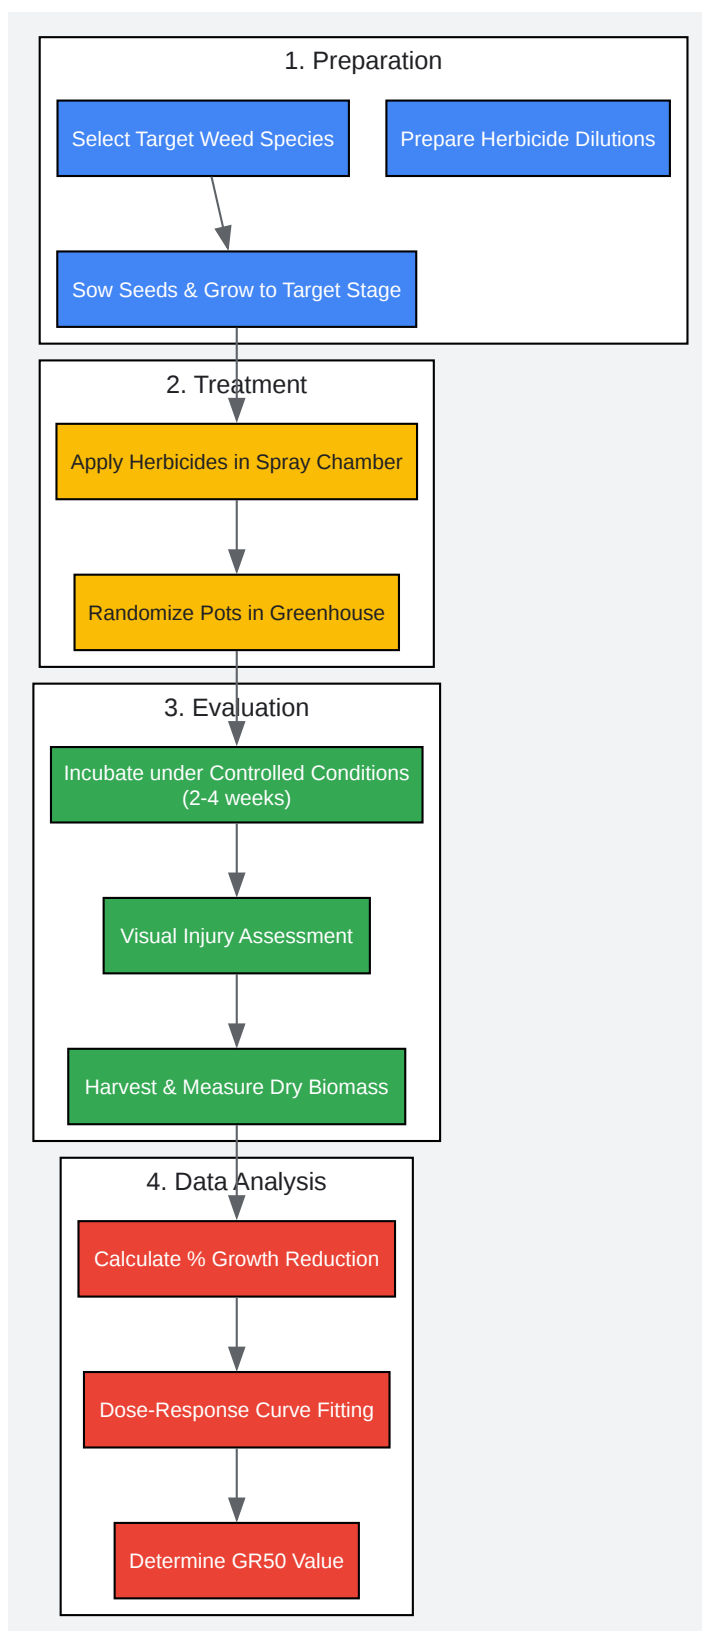 1. Preparation
Select Target Weed Species
Prepare Herbicide Dilutions
Sow Seeds & Grow to Target Stage
2. Treatment
Apply Herbicides in Spray Chamber
Randomize Pots in Greenhouse
3. Evaluation
Incubate under Controlled Conditions
(2-4 weeks)
Visual Injury Assessment
Harvest & Measure Dry Biomass
4. Data Analysis
Calculate % Growth Reduction
Dose-Response Curve Fitting
Determine GR50 Value